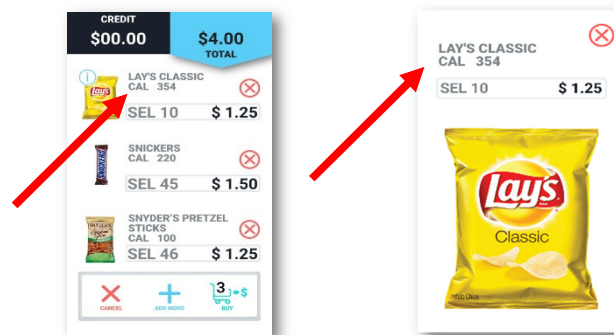 CREDIT
$00.00
$4.00
TOTAL
i
Lay's
LAY'S CLASSIC
CAL 354
SEL 10 $ 1.25
SNICKERS
SNICKERS
CAL 220
SEL 45 $ 1.50
SNYDER'S PRETZEL
STICKS
CAL 100
SEL 46 $ 1.25
CANCEL
ADD MORE
3
$
BUY
LAY'S CLASSIC
CAL 354
SEL 10 $ 1.25
Lay's
Classic